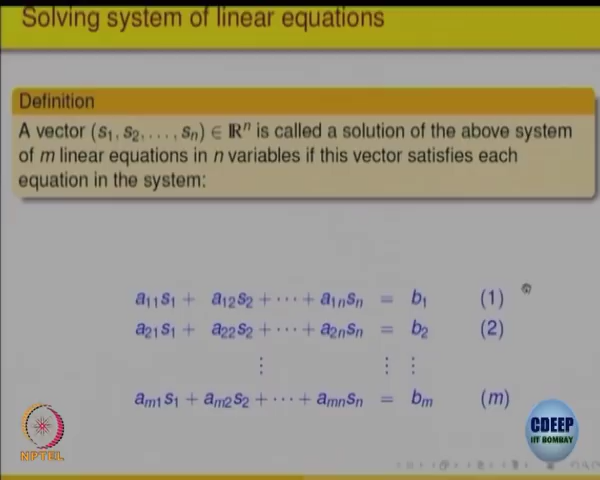 Solving system of linear equations
Definition
A vector (s₁, s₂, . . . , sₙ) ∈ ℝⁿ is called a solution of the above system
of m linear equations in n variables if this vector satisfies each
equation in the system:
a₁₁s₁ + a₁₂s₂ + ··· + a₁ₙsₙ = b₁ (1)
a₂₁s₁ + a₂₂s₂ + ··· + a₂ₙsₙ = b₂ (2)
⋮ ⋮ ⋮
aₘ₁s₁ + aₘ₂s₂ + ··· + aₘₙsₙ = bₘ (m)
NPTEL
CDEEP
IIT BOMBAY